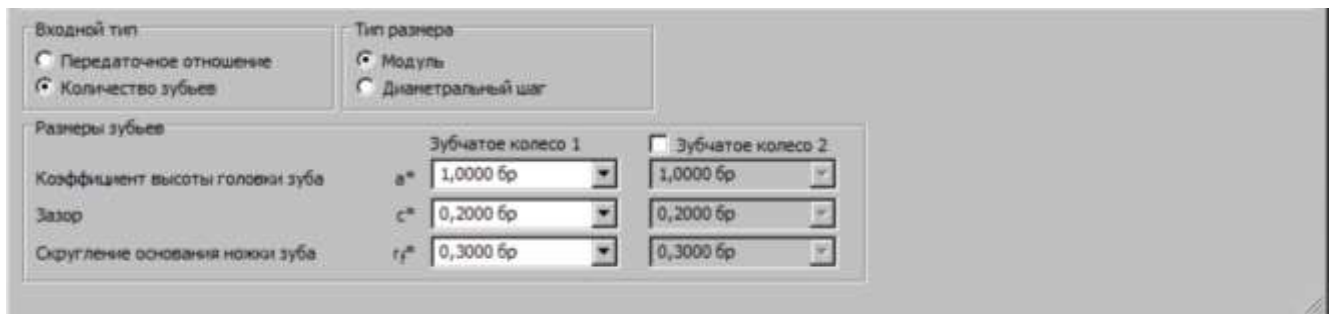 Входной тип
Тип размера
Передаточное отношение
Модуль
Количество зубьев
Диаметральный шаг
Размеры зубьев
Зубчатое колесо 1
Зубчатое колесо 2
Коэффициент высоты головки зуба a* 1,0000 бр 1,0000 бр
Зазор c* 0,2000 бр 0,2000 бр
Скругление основания ножки зуба rf* 0,3000 бр 0,3000 бр